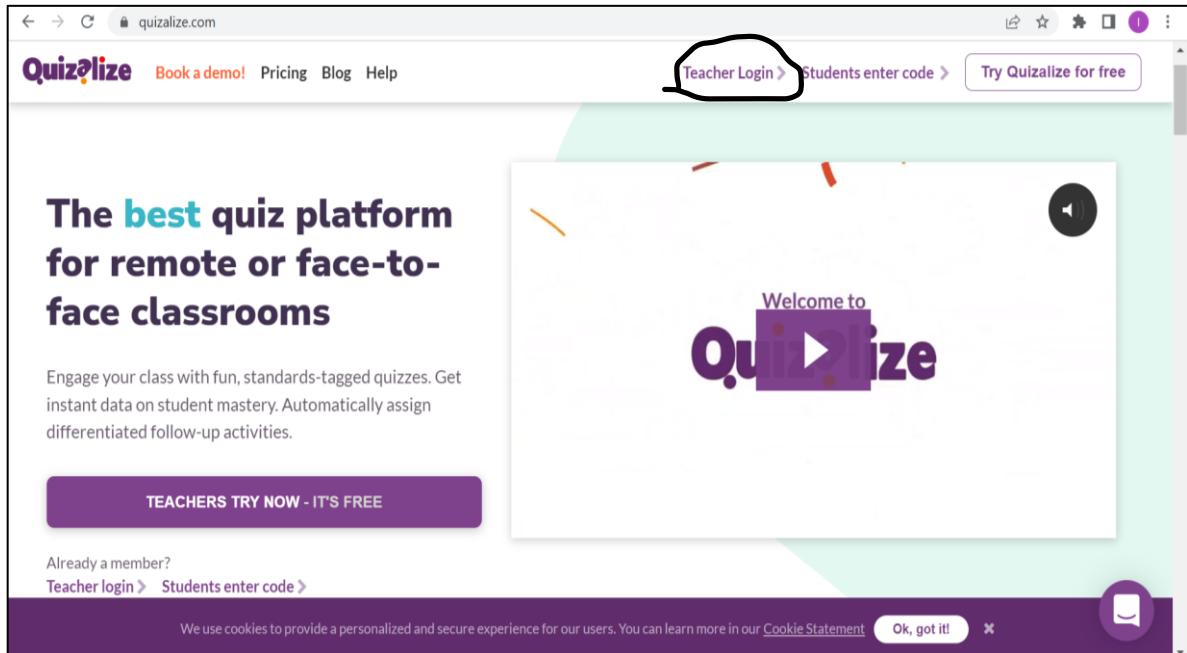 quizalize.com
I
Quizalize Book a demo! Pricing Blog Help Teacher Login > Students enter code > Try Quizalize for free
The best quiz platform
for remote or face-to-
face classrooms
Engage your class with fun, standards-tagged quizzes. Get
instant data on student mastery. Automatically assign
differentiated follow-up activities.
TEACHERS TRY NOW - IT'S FREE
Already a member?
Teacher login > Students enter code >
Welcome to
Quizalize
We use cookies to provide a personalized and secure experience for our users. You can learn more in our Cookie Statement Ok, got it! ×